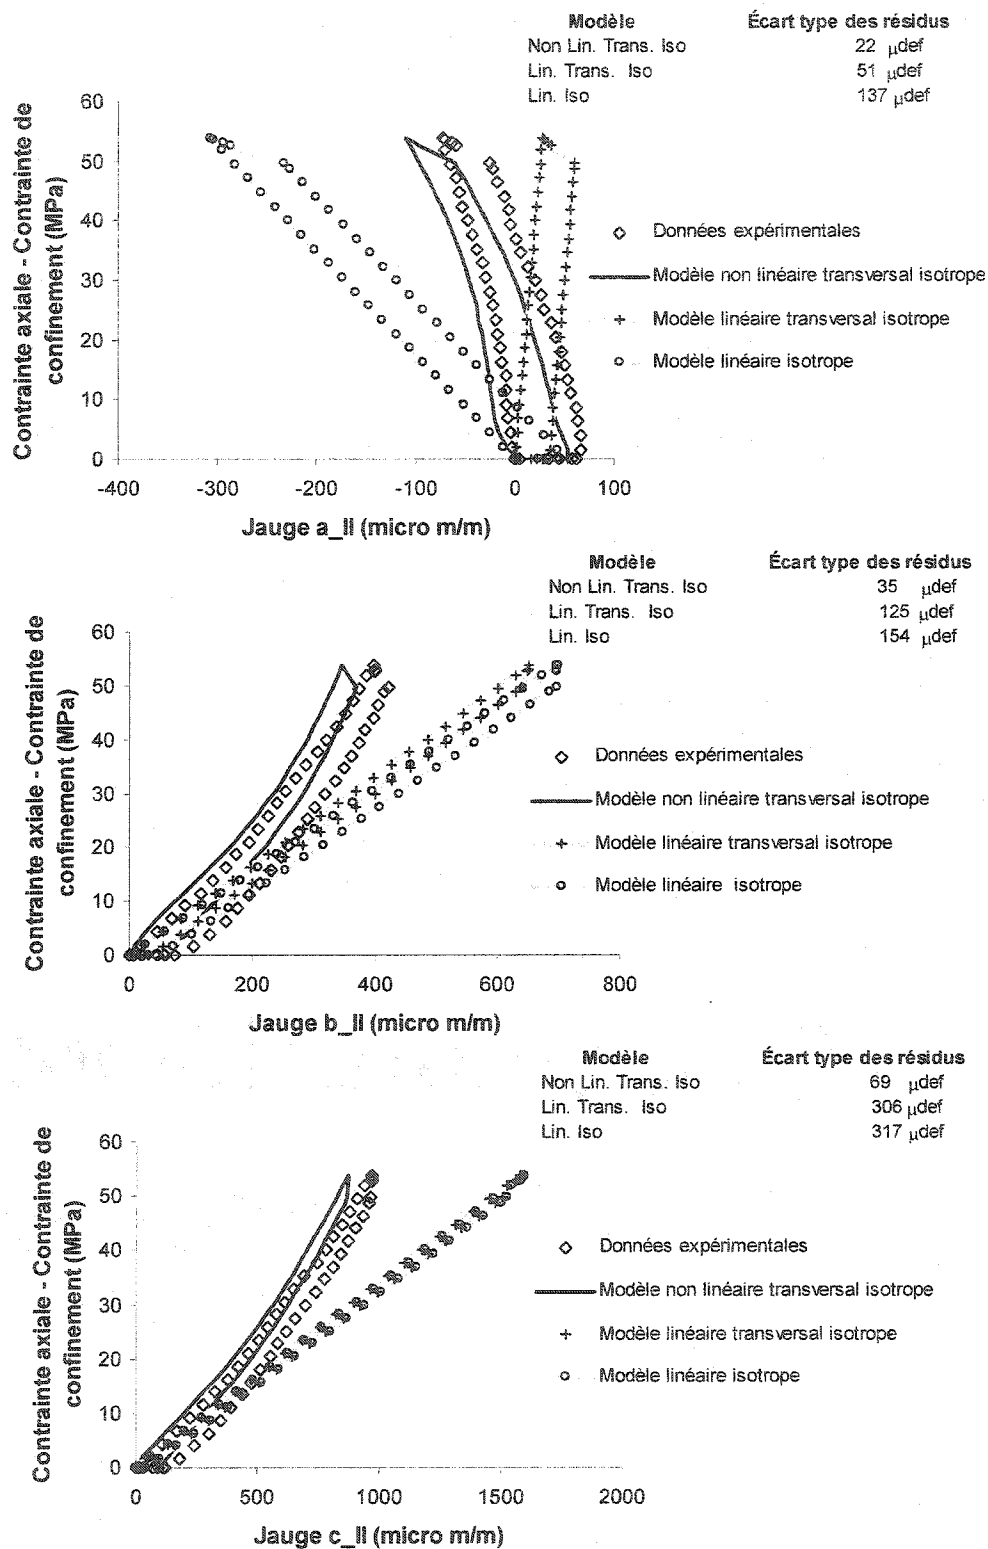 Modèle Écart type des résidus
Non Lin. Trans. Iso 22 μdef
Lin. Trans. Iso 51 μdef
Lin. Iso 137 μdef
Contrainte axiale - Contrainte de
confinement (MPa)
60
50
40
30
20
10
0
-400 -300 -200 -100 0 100
Jauge a_II (micro m/m)
Données expérimentales
Modèle non linéaire transversal isotrope
Modèle linéaire transversal isotrope
Modèle linéaire isotrope
Modèle Écart type des résidus
Non Lin. Trans. Iso 35 μdef
Lin. Trans. Iso 125 μdef
Lin. Iso 154 μdef
Contrainte axiale - Contrainte de
confinement (MPa)
60
50
40
30
20
10
0
0 200 400 600 800
Jauge b_II (micro m/m)
Données expérimentales
Modèle non linéaire transversal isotrope
Modèle linéaire transversal isotrope
Modèle linéaire isotrope
Modèle Écart type des résidus
Non Lin. Trans. Iso 69 μdef
Lin. Trans. Iso 306 μdef
Lin. Iso 317 μdef
Contrainte axiale - Contrainte de
confinement (MPa)
60
50
40
30
20
10
0
0 500 1000 1500 2000
Jauge c_II (micro m/m)
Données expérimentales
Modèle non linéaire transversal isotrope
Modèle linéaire transversal isotrope
Modèle linéaire isotrope